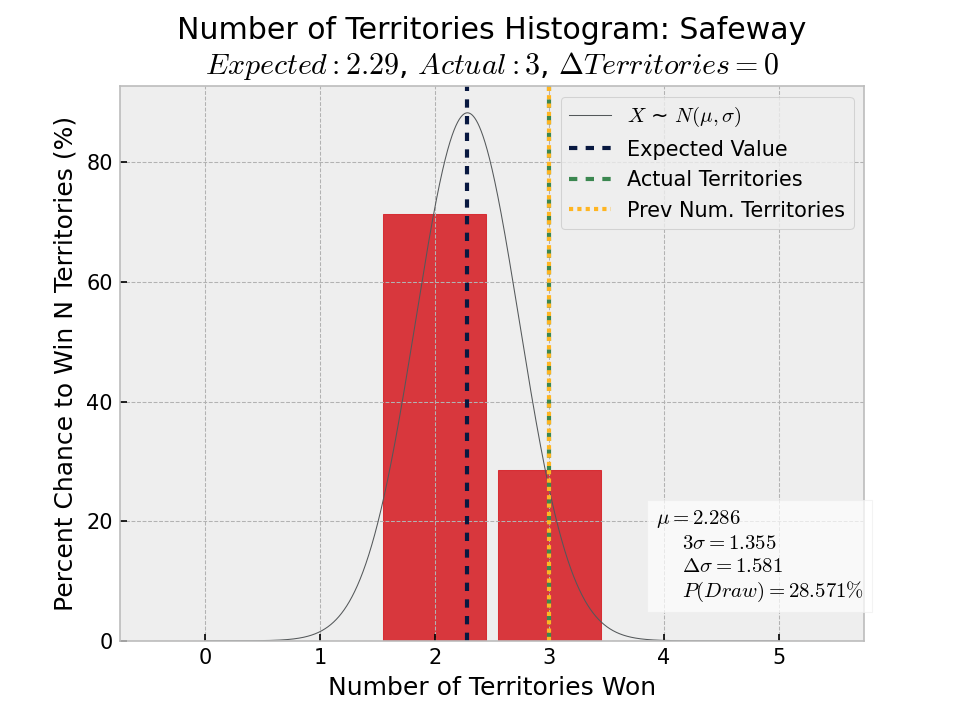 Number of Territories Histogram: Safeway
Expected : 2.29, Actual : 3, ΔTerritories = 0
Percent Chance to Win N Territories (%)
80
60
40
20
0
X ~ N(μ, σ)
Expected Value
Actual Territories
Prev Num. Territories
μ = 2.286
3σ = 1.355
Δσ = 1.581
P(Draw) = 28.571%
0 1 2 3 4 5
Number of Territories Won